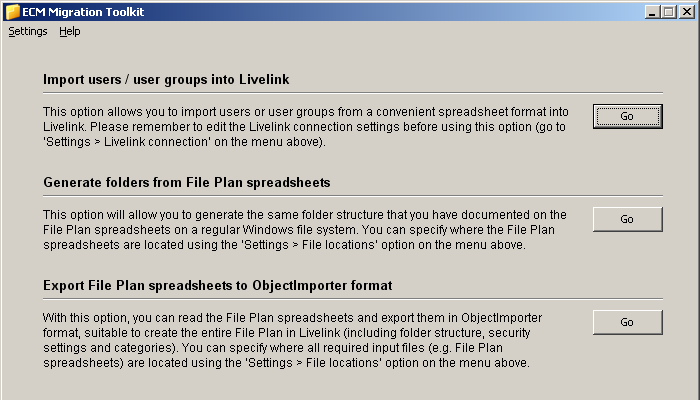 ECM Migration Toolkit
Settings Help
Import users / user groups into Livelink
This option allows you to import users or user groups from a convenient spreadsheet format into
Livelink. Please remember to edit the Livelink connection settings before using this option (go to
'Settings > Livelink connection' on the menu above).
Go
Generate folders from File Plan spreadsheets
This option will allow you to generate the same folder structure that you have documented on the
File Plan spreadsheets on a regular Windows file system. You can specify where the File Plan
spreadsheets are located using the 'Settings > File locations' option on the menu above.
Go
Export File Plan spreadsheets to ObjectImporter format
With this option, you can read the File Plan spreadsheets and export them in ObjectImporter
format, suitable to create the entire File Plan in Livelink (including folder structure, security
settings and categories). You can specify where all required input files (e.g. File Plan
spreadsheets) are located using the 'Settings > File locations' option on the menu above.
Go